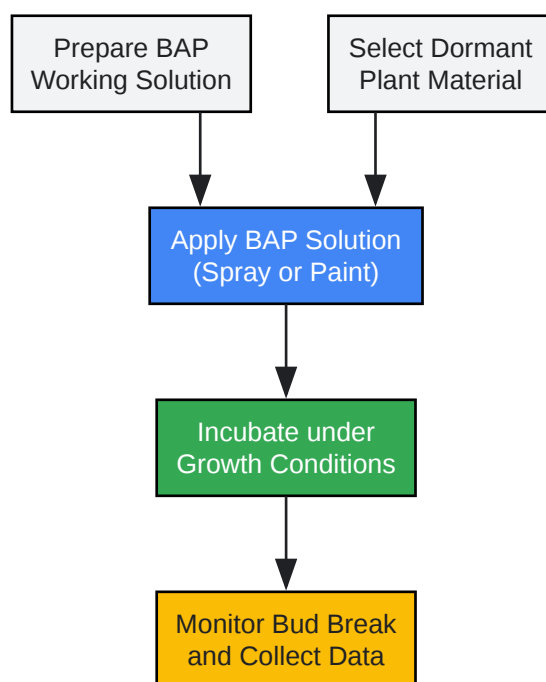 Prepare BAP
Working Solution
Select Dormant
Plant Material
Apply BAP Solution
(Spray or Paint)
Incubate under
Growth Conditions
Monitor Bud Break
and Collect Data